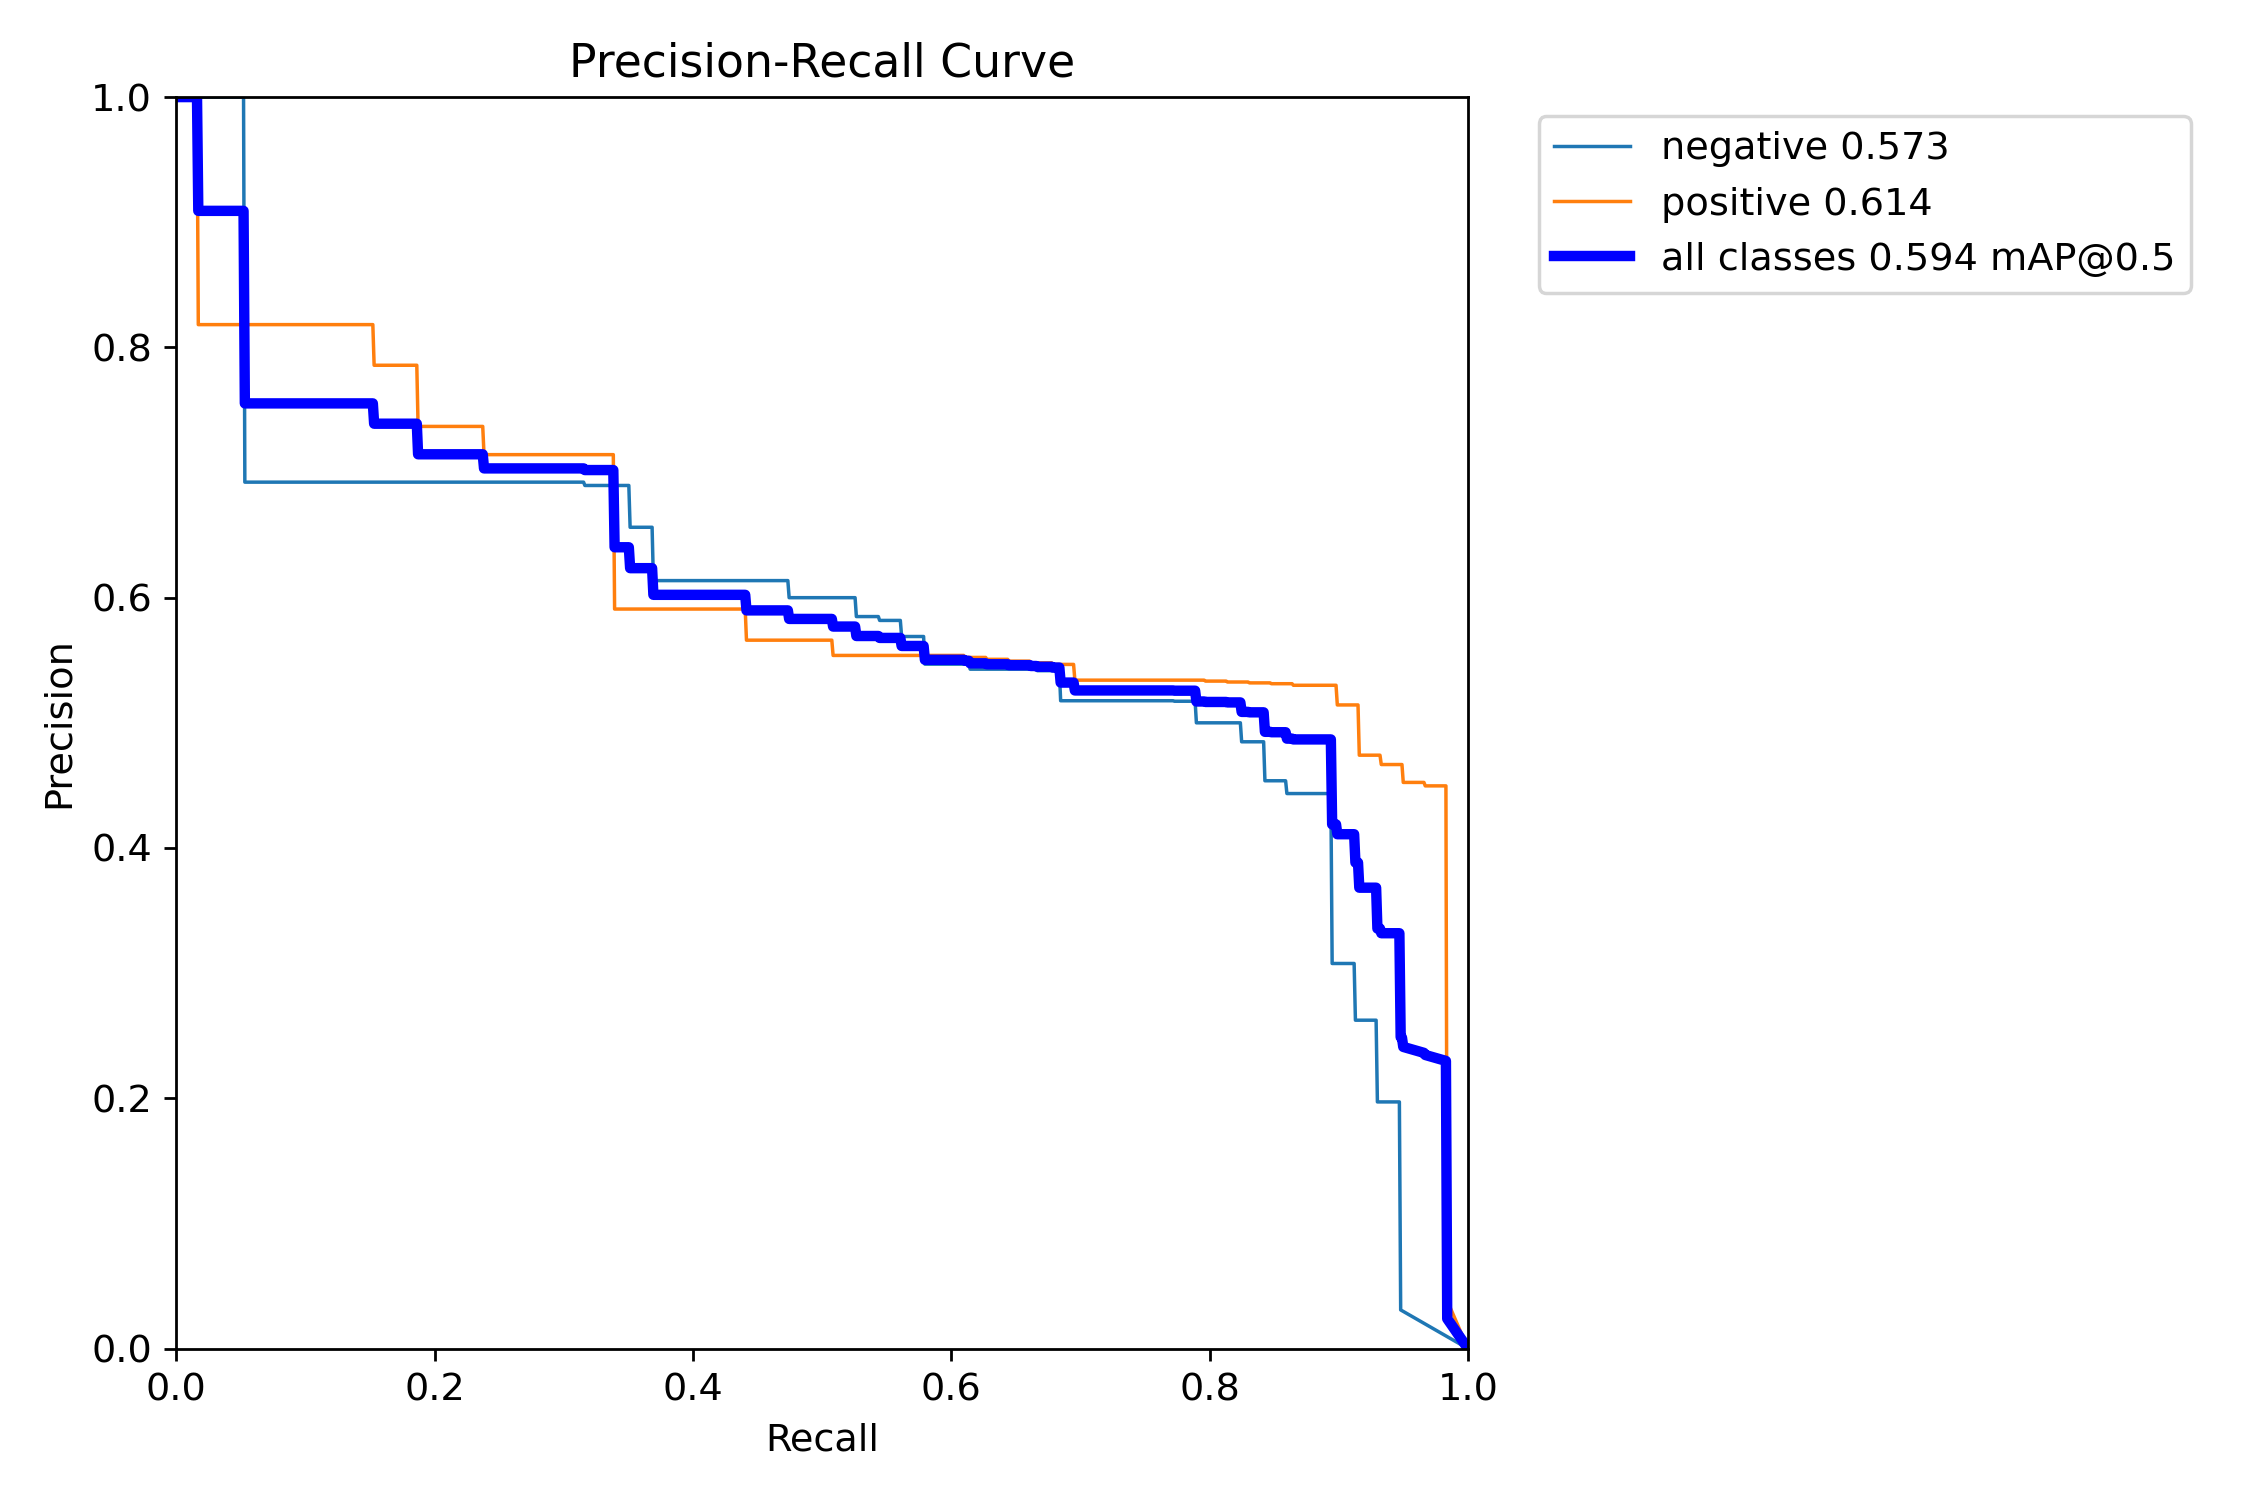 Precision-Recall Curve
1.0
0.8
0.6
0.4
0.2
0.0
Precision
0.0 0.2 0.4 0.6 0.8 1.0
Recall
negative 0.573
positive 0.614
all classes 0.594 mAP@0.5